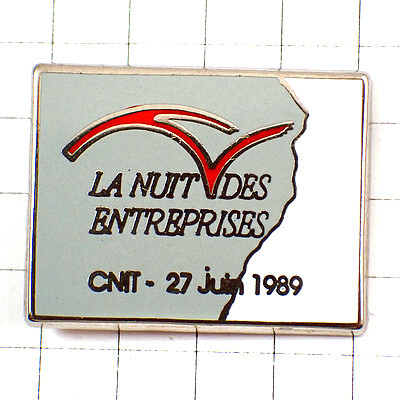 LA NUIT DES
ENTREPRISES
CNIT - 27 juin 1989